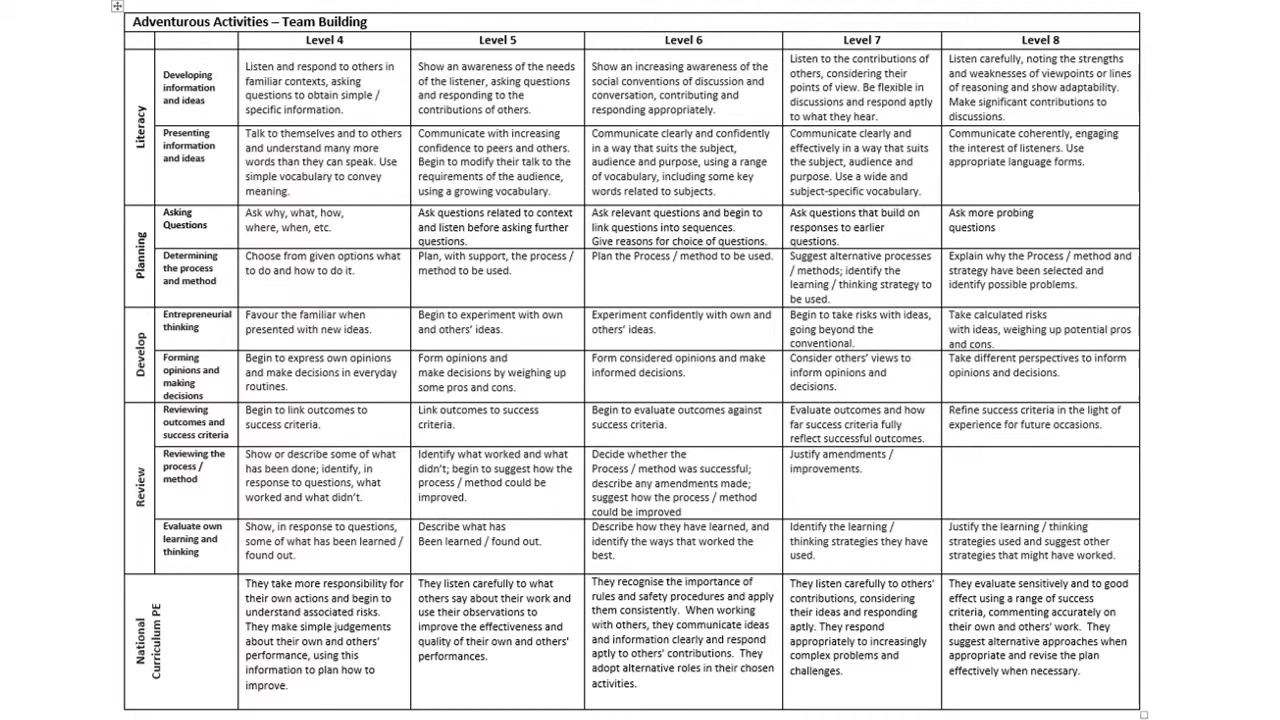 Adventurous Activities – Team Building
Level 4
Level 5
Level 6
Level 7
Level 8
Literacy
Developing
information
and ideas
Listen and respond to others in
familiar contexts, asking
questions to obtain simple /
specific information.
Show an awareness of the needs
of the listener, asking questions
and responding to the
contributions of others.
Show an increasing awareness of the
social conventions of discussion and
conversation, contributing and
responding appropriately.
Listen to the contributions of
others, considering their
points of view. Be flexible in
discussions and respond aptly
to what they hear.
Listen carefully, noting the strengths
and weaknesses of viewpoints or lines
of reasoning and show adaptability.
Make significant contributions to
discussions.
Presenting
information
and ideas
Talk to themselves and to others
and understand many more
words than they can speak. Use
simple vocabulary to convey
meaning.
Communicate with increasing
confidence to peers and others.
Begin to modify their talk to the
requirements of the audience,
using a growing vocabulary.
Communicate clearly and confidently
in a way that suits the subject,
audience and purpose, using a range
of vocabulary, including some key
words related to subjects.
Communicate clearly and
effectively in a way that suits
the subject, audience and
purpose. Use a wide and
subject-specific vocabulary.
Communicate coherently, engaging
the interest of listeners. Use
appropriate language forms.
Planning
Asking
Questions
Ask why, what, how,
where, when, etc.
Ask questions related to context
and listen before asking further
questions.
Ask relevant questions and begin to
link questions into sequences.
Give reasons for choice of questions.
Ask questions that build on
responses to earlier
questions.
Ask more probing
questions
Determining
the process
and method
Choose from given options what
to do and how to do it.
Plan, with support, the process /
method to be used.
Plan the Process / method to be used.
Suggest alternative processes
/ methods; identify the
learning / thinking strategy to
be used.
Explain why the Process / method and
strategy have been selected and
identify possible problems.
Develop
Entrepreneurial
thinking
Favour the familiar when
presented with new ideas.
Begin to experiment with own
and others’ ideas.
Experiment confidently with own and
others’ ideas.
Begin to take risks with ideas,
going beyond the
conventional.
Take calculated risks
with ideas, weighing up potential pros
and cons.
Forming
opinions and
making
decisions
Begin to express own opinions
and make decisions in everyday
routines.
Form opinions and
make decisions by weighing up
some pros and cons.
Form considered opinions and make
informed decisions.
Consider others’ views to
inform opinions and
decisions.
Take different perspectives to inform
opinions and decisions.
Review
Reviewing
outcomes and
success criteria
Begin to link outcomes to
success criteria.
Link outcomes to success
criteria.
Begin to evaluate outcomes against
success criteria.
Evaluate outcomes and how
far success criteria fully
reflect successful outcomes.
Refine success criteria in the light of
experience for future occasions.
Reviewing the
process /
method
Show or describe some of what
has been done; identify, in
response to questions, what
worked and what didn’t.
Identify what worked and what
didn’t; begin to suggest how the
process / method could be
improved.
Decide whether the
Process / method was successful;
describe any amendments made;
suggest how the process / method
could be improved
Justify amendments /
improvements.
Evaluate own
learning and
thinking
Show, in response to questions,
some of what has been learned /
found out.
Describe what has
Been learned / found out.
Describe how they have learned, and
identify the ways that worked the
best.
Identify the learning /
thinking strategies they have
used.
Justify the learning / thinking
strategies used and suggest other
strategies that might have worked.
National
Curriculum PE
They take more responsibility for
their own actions and begin to
understand associated risks.
They make simple judgements
about their own and others'
performance, using this
information to plan how to
improve.
They listen carefully to what
others say about their work and
use their observations to
improve the effectiveness and
quality of their own and others'
performances.
They recognise the importance of
rules and safety procedures and apply
them consistently. When working
with others, they communicate ideas
and information clearly and respond
aptly to others' contributions. They
adopt alternative roles in their chosen
activities.
They listen carefully to others'
contributions, considering
their ideas and responding
aptly. They respond
appropriately to increasingly
complex problems and
challenges.
They evaluate sensitively and to good
effect using a range of success
criteria, commenting accurately on
their own and others' work. They
suggest alternative approaches when
appropriate and revise the plan
effectively when necessary.